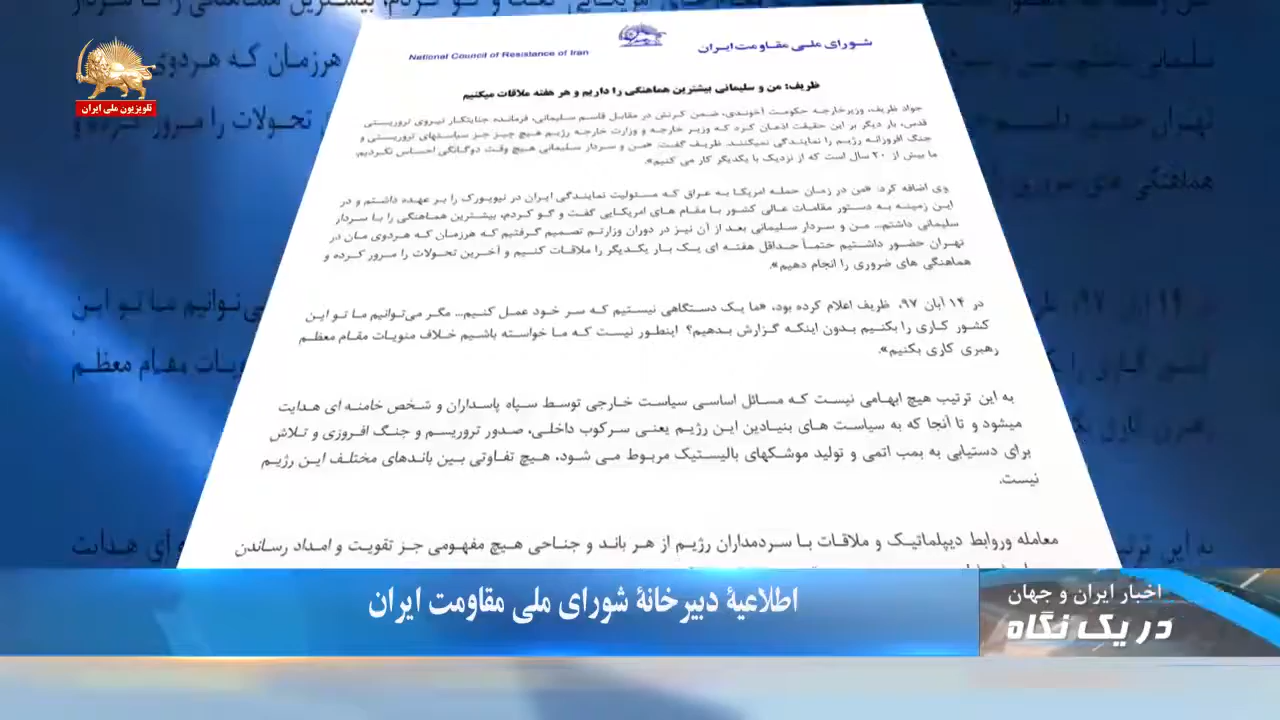 تلویزیون ملی ایران
National Council of Resistance of Iran
شورای ملی مقاومت ایران
ظریف: من و سلیمانی بیشترین هماهنگی را داریم و هر هفته ملاقات میکنیم
جواد ظریف، وزیرخارجه حکومت آخوندی، ضمن کرنش در مقابل قاسم سلیمانی، فرمانده جنایتکار نیروی تروریستی
قدس، بار دیگر بر این حقیقت اذعان کرد که وزیر خارجه و وزارت خارجه رژیم هیچ چیز جز سیاستهای تروریستی و
جنگ افروزانه رژیم را نمایندگی نمیکنند. ظریف گفت: «من و سردار سلیمانی هیچ وقت دوگانگی احساس نکردیم.
ما بیش از ۲۰ سال است که از نزدیک با یکدیگر کار می کنیم».
وی اضافه کرد: «من در زمان حمله امریکا به عراق که مسئولیت نمایندگی ایران در نیویورک را بر عهده داشتم و در
این زمینه به دستور مقامات عالی کشور با مقام های امریکایی گفت و گو کردم، بیشترین هماهنگی را با سردار
سلیمانی داشتم... من و سردار سلیمانی بعد از آن نیز در دوران وزارتم تصمیم گرفتیم که هرزمان که هردوی مان در
تهران حضور داشتیم حتماً حداقل هفته ای یک بار یکدیگر را ملاقات کنیم و آخرین تحولات را مرور کرده و
هماهنگی های ضروری را انجام دهیم».
در ۱۴ آبان ۹۷، ظریف اعلام کرده بود، «ما یک دستگاهی نیستیم که سر خود عمل کنیم... مگر می‌توانیم ما تو این
کشور کاری را بکنیم بدون اینکه گزارش بدهیم؟ اینطور نیست که ما خواسته باشیم خلاف منویات مقام معظم
رهبری کاری بکنیم».
به این ترتیب هیچ ابهامی نیست که مسائل اساسی سیاست خارجی توسط سپاه پاسداران و شخص خامنه ای هدایت
میشود و تا آنجا که به سیاست های بنیادین این رژیم یعنی سرکوب داخلی، صدور تروریسم و جنگ افروزی و تلاش
برای دستیابی به بمب اتمی و تولید موشکهای بالیستیک مربوط می شود، هیچ تفاوتی بین باندهای مختلف این رژیم
نیست.
معامله وروابط دیپلماتیک و ملاقات با سردمداران رژیم از هر باند و جناحی هیچ مفهومی جز تقویت و امداد رساندن
اطلاعیهٔ دبیرخانهٔ شورای ملی مقاومت ایران
اخبار ایران و جهان
در یک نگاه